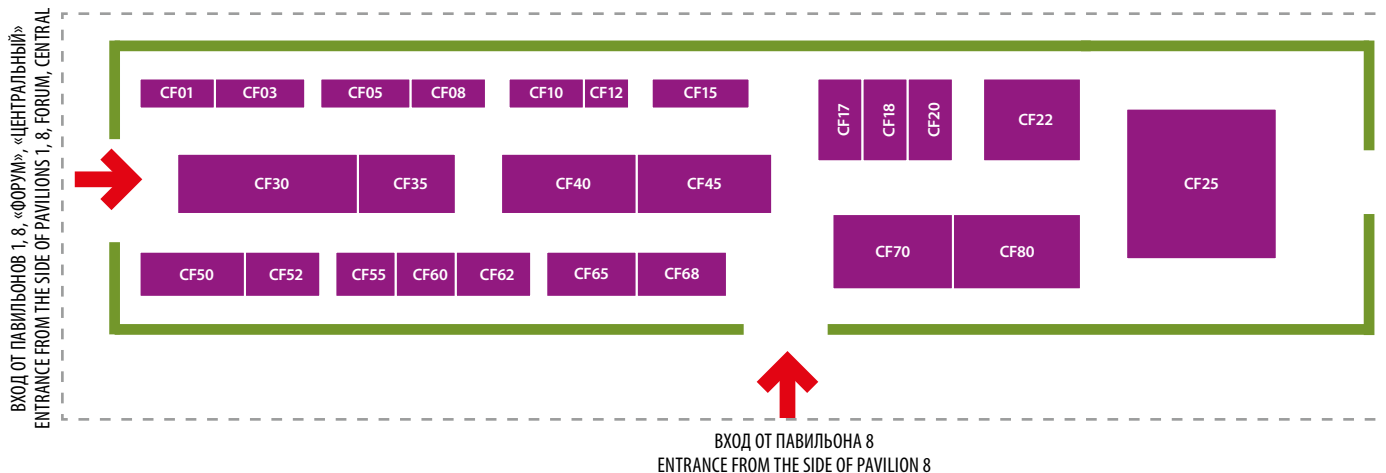 ВХОД ОТ ПАВИЛЬОНОВ 1, 8, «ФОРУМ», «ЦЕНТРАЛЬНЫЙ»
ENTRANCE FROM THE SIDE OF PAVILIONS 1, 8, FORUM, CENTRAL
CF01 CF03 CF05 CF08 CF10 CF12 CF15
CF17 CF18 CF20 CF22
CF30 CF35 CF40 CF45 CF25
CF50 CF52 CF55 CF60 CF62 CF65 CF68
CF70 CF80
ВХОД ОТ ПАВИЛЬОНА 8
ENTRANCE FROM THE SIDE OF PAVILION 8